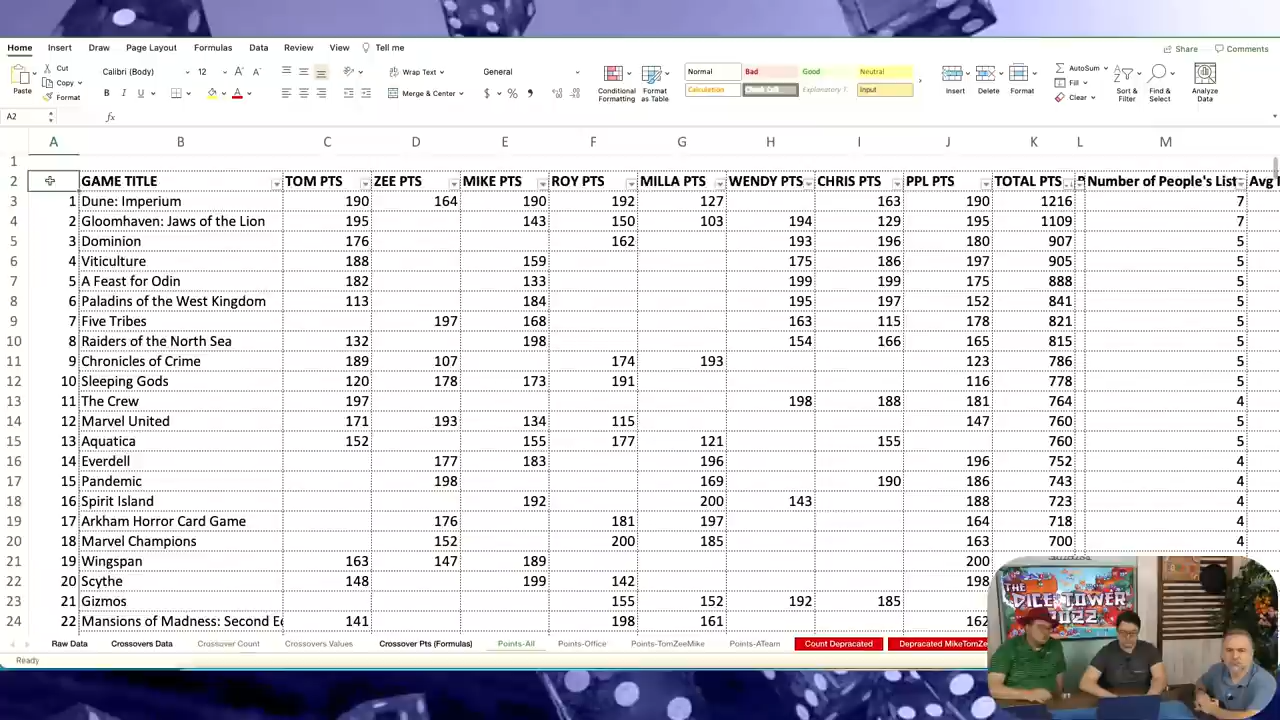 Home Insert Draw Page Layout Formulas Data Review View Tell me Share Comments
Paste Cut Copy Format Calibri (Body) 12 A A Wrap Text General Conditional Formatting Format as Table Normal Bad Good Neutral Insert Delete Format AutoSum Fill Clear Sort & Filter Find & Select Analyze Data
B I U A Merge & Center $ % Calculation Check Cell Explanatory T... Input
A2 fx
A B C D E F G H I J K L M
1
2 GAME TITLE TOM PTS ZEE PTS MIKE PTS ROY PTS MILLA PTS WENDY PTS CHRIS PTS PPL PTS TOTAL PTS Number of People's List Avg
3 1 Dune: Imperium 190 164 190 192 127 163 190 1216 7
4 2 Gloomhaven: Jaws of the Lion 195 143 150 103 194 129 195 1109 7
5 3 Dominion 176 162 193 196 180 907 5
6 4 Viticulture 188 159 175 186 197 905 5
7 5 A Feast for Odin 182 133 199 199 175 888 5
8 6 Paladins of the West Kingdom 113 184 195 197 152 841 5
9 7 Five Tribes 197 168 163 115 178 821 5
10 8 Raiders of the North Sea 132 198 154 166 165 815 5
11 9 Chronicles of Crime 189 107 174 193 123 786 5
12 10 Sleeping Gods 120 178 173 191 116 778 5
13 11 The Crew 197 198 188 181 764 4
14 12 Marvel United 171 193 134 115 147 760 5
15 13 Aquatica 152 155 177 121 155 760 5
16 14 Everdell 177 183 196 196 752 4
17 15 Pandemic 198 169 190 186 743 4
18 16 Spirit Island 192 200 143 188 723 4
19 17 Arkham Horror Card Game 176 181 197 164 718 4
20 18 Marvel Champions 152 200 185 163 700 4
21 19 Wingspan 163 147 189 200
22 20 Scythe 148 199 142 198
23 21 Gizmos 155 152 192 185
24 22 Mansions of Madness: Second Ed 141 198 161 162
THE
DICE TOWER
2022
Raw Data Crossovers Data Crossover Count Crossovers Values Crossover Pts (Formulas) Points-All Points-Office Points-TomZeeMike Points-ATeam Count Depracated Depracated MikeTomZe
Ready